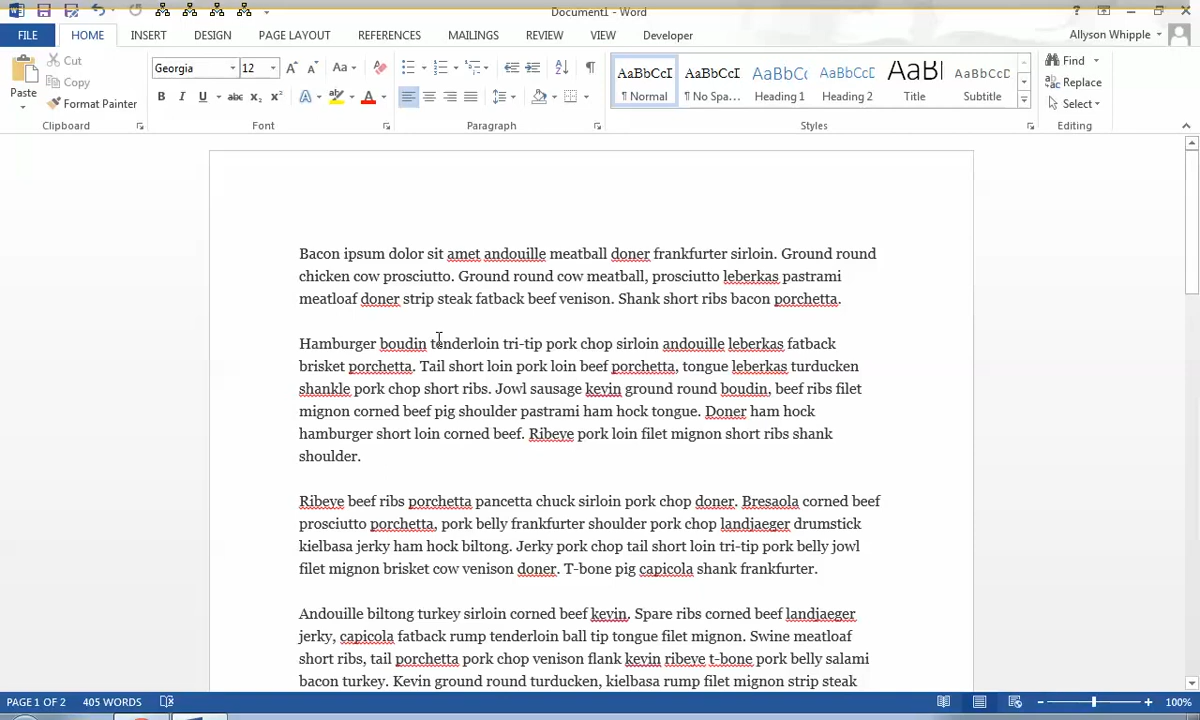 Document1 - Word
FILE HOME INSERT DESIGN PAGE LAYOUT REFERENCES MAILINGS REVIEW VIEW Developer Allyson Whipple
Paste
Cut
Copy
Format Painter
Clipboard
Georgia 12
Font
Paragraph
AaBbCcI AaBbCcI AaBbCc AaBbCcI AaBI AaBbCcI
¶ Normal ¶ No Spa... Heading 1 Heading 2 Title Subtitle
Styles
Find
Replace
Select
Editing
Bacon ipsum dolor sit amet andouille meatball doner frankfurter sirloin. Ground round
chicken cow prosciutto. Ground round cow meatball, prosciutto leberkas pastrami
meatloaf doner strip steak fatback beef venison. Shank short ribs bacon porchetta.
Hamburger boudin tenderloin tri-tip pork chop sirloin andouille leberkas fatback
brisket porchetta. Tail short loin pork loin beef porchetta, tongue leberkas turducken
shankle pork chop short ribs. Jowl sausage kevin ground round boudin, beef ribs filet
mignon corned beef pig shoulder pastrami ham hock tongue. Doner ham hock
hamburger short loin corned beef. Ribeye pork loin filet mignon short ribs shank
shoulder.
Ribeye beef ribs porchetta pancetta chuck sirloin pork chop doner. Bresaola corned beef
prosciutto porchetta, pork belly frankfurter shoulder pork chop landjaeger drumstick
kielbasa jerky ham hock biltong. Jerky pork chop tail short loin tri-tip pork belly jowl
filet mignon brisket cow venison doner. T-bone pig capicola shank frankfurter.
Andouille biltong turkey sirloin corned beef kevin. Spare ribs corned beef landjaeger
jerky, capicola fatback rump tenderloin ball tip tongue filet mignon. Swine meatloaf
short ribs, tail porchetta pork chop venison flank kevin ribeye t-bone pork belly salami
bacon turkey. Kevin ground round turducken, kielbasa rump filet mignon strip steak
PAGE 1 OF 2 405 WORDS 100%